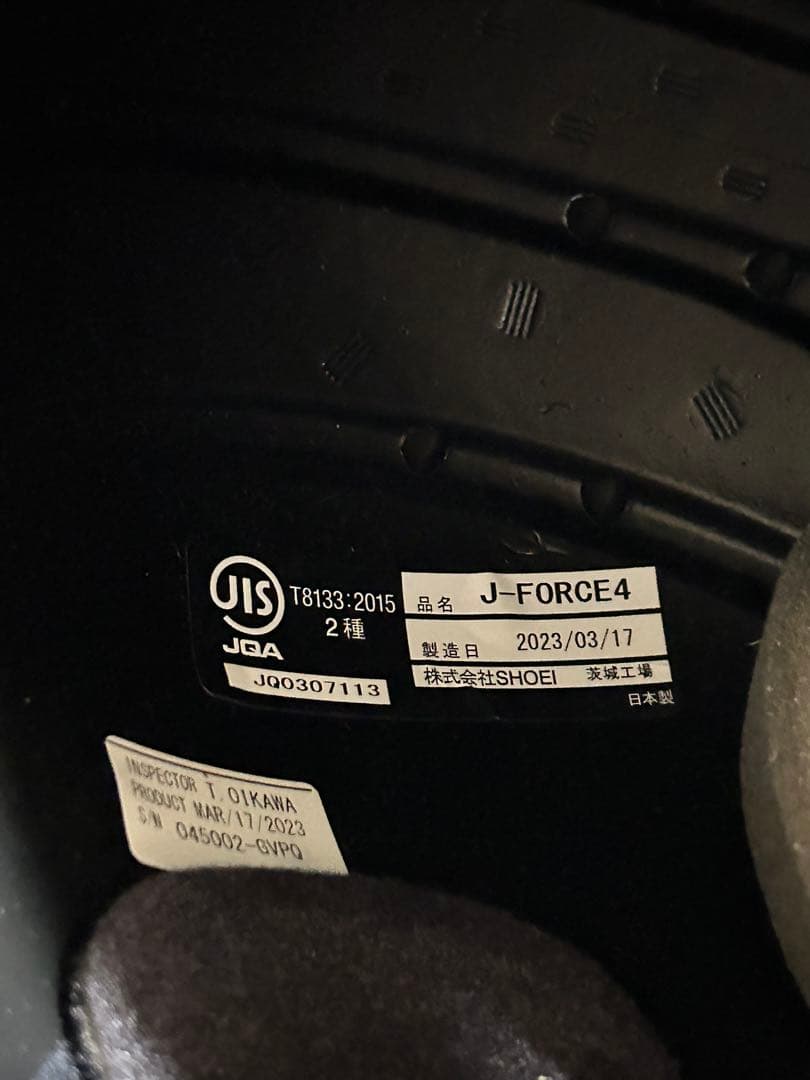 JIS
JQA
T8133:2015
2種
JQ0307113
品名 J-FORCE4
製造日 2023/03/17
株式会社SHOEI 茨城工場
日本製
INSPECTOR T.OIKAWA
PRODUCT MAR/17/2023
S/N 045002-GVPQ